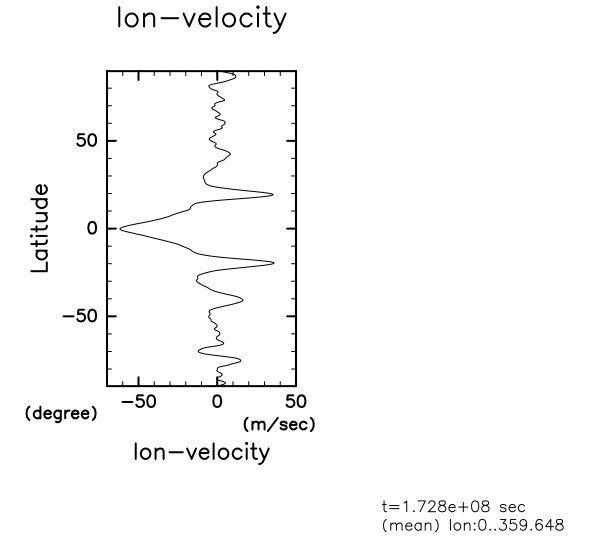 lon−velocity
50
0
−50
Latitude
−50 0 50
(degree)
(m/sec)
lon−velocity
t=1.728e+08 sec
(mean) lon:0..359.648